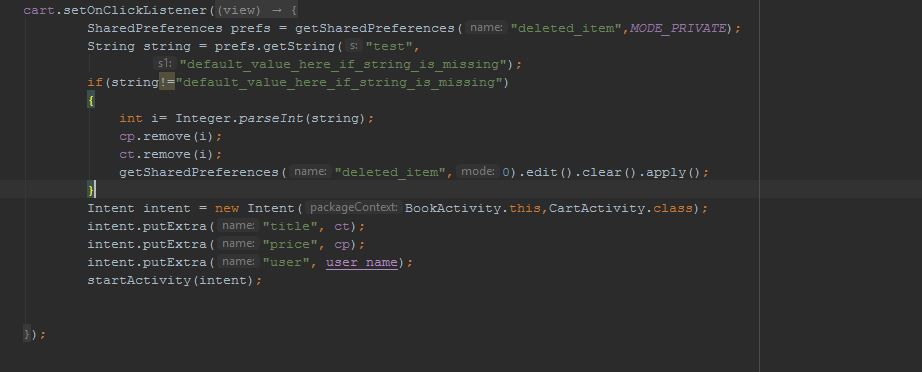 cart.setOnClickListener((view) → {
SharedPreferences prefs = getSharedPreferences( name: "deleted_item",MODE_PRIVATE);
String string = prefs.getString( s: "test",
s1: "default_value_here_if_string_is_missing");
if(string!="default_value_here_if_string_is_missing")
{
int i= Integer.parseInt(string);
cp.remove(i);
ct.remove(i);
getSharedPreferences( name: "deleted_item", mode: 0).edit().clear().apply();
}
Intent intent = new Intent( packageContext: BookActivity.this,CartActivity.class);
intent.putExtra( name: "title", ct);
intent.putExtra( name: "price", cp);
intent.putExtra( name: "user", user_name);
startActivity(intent);
});